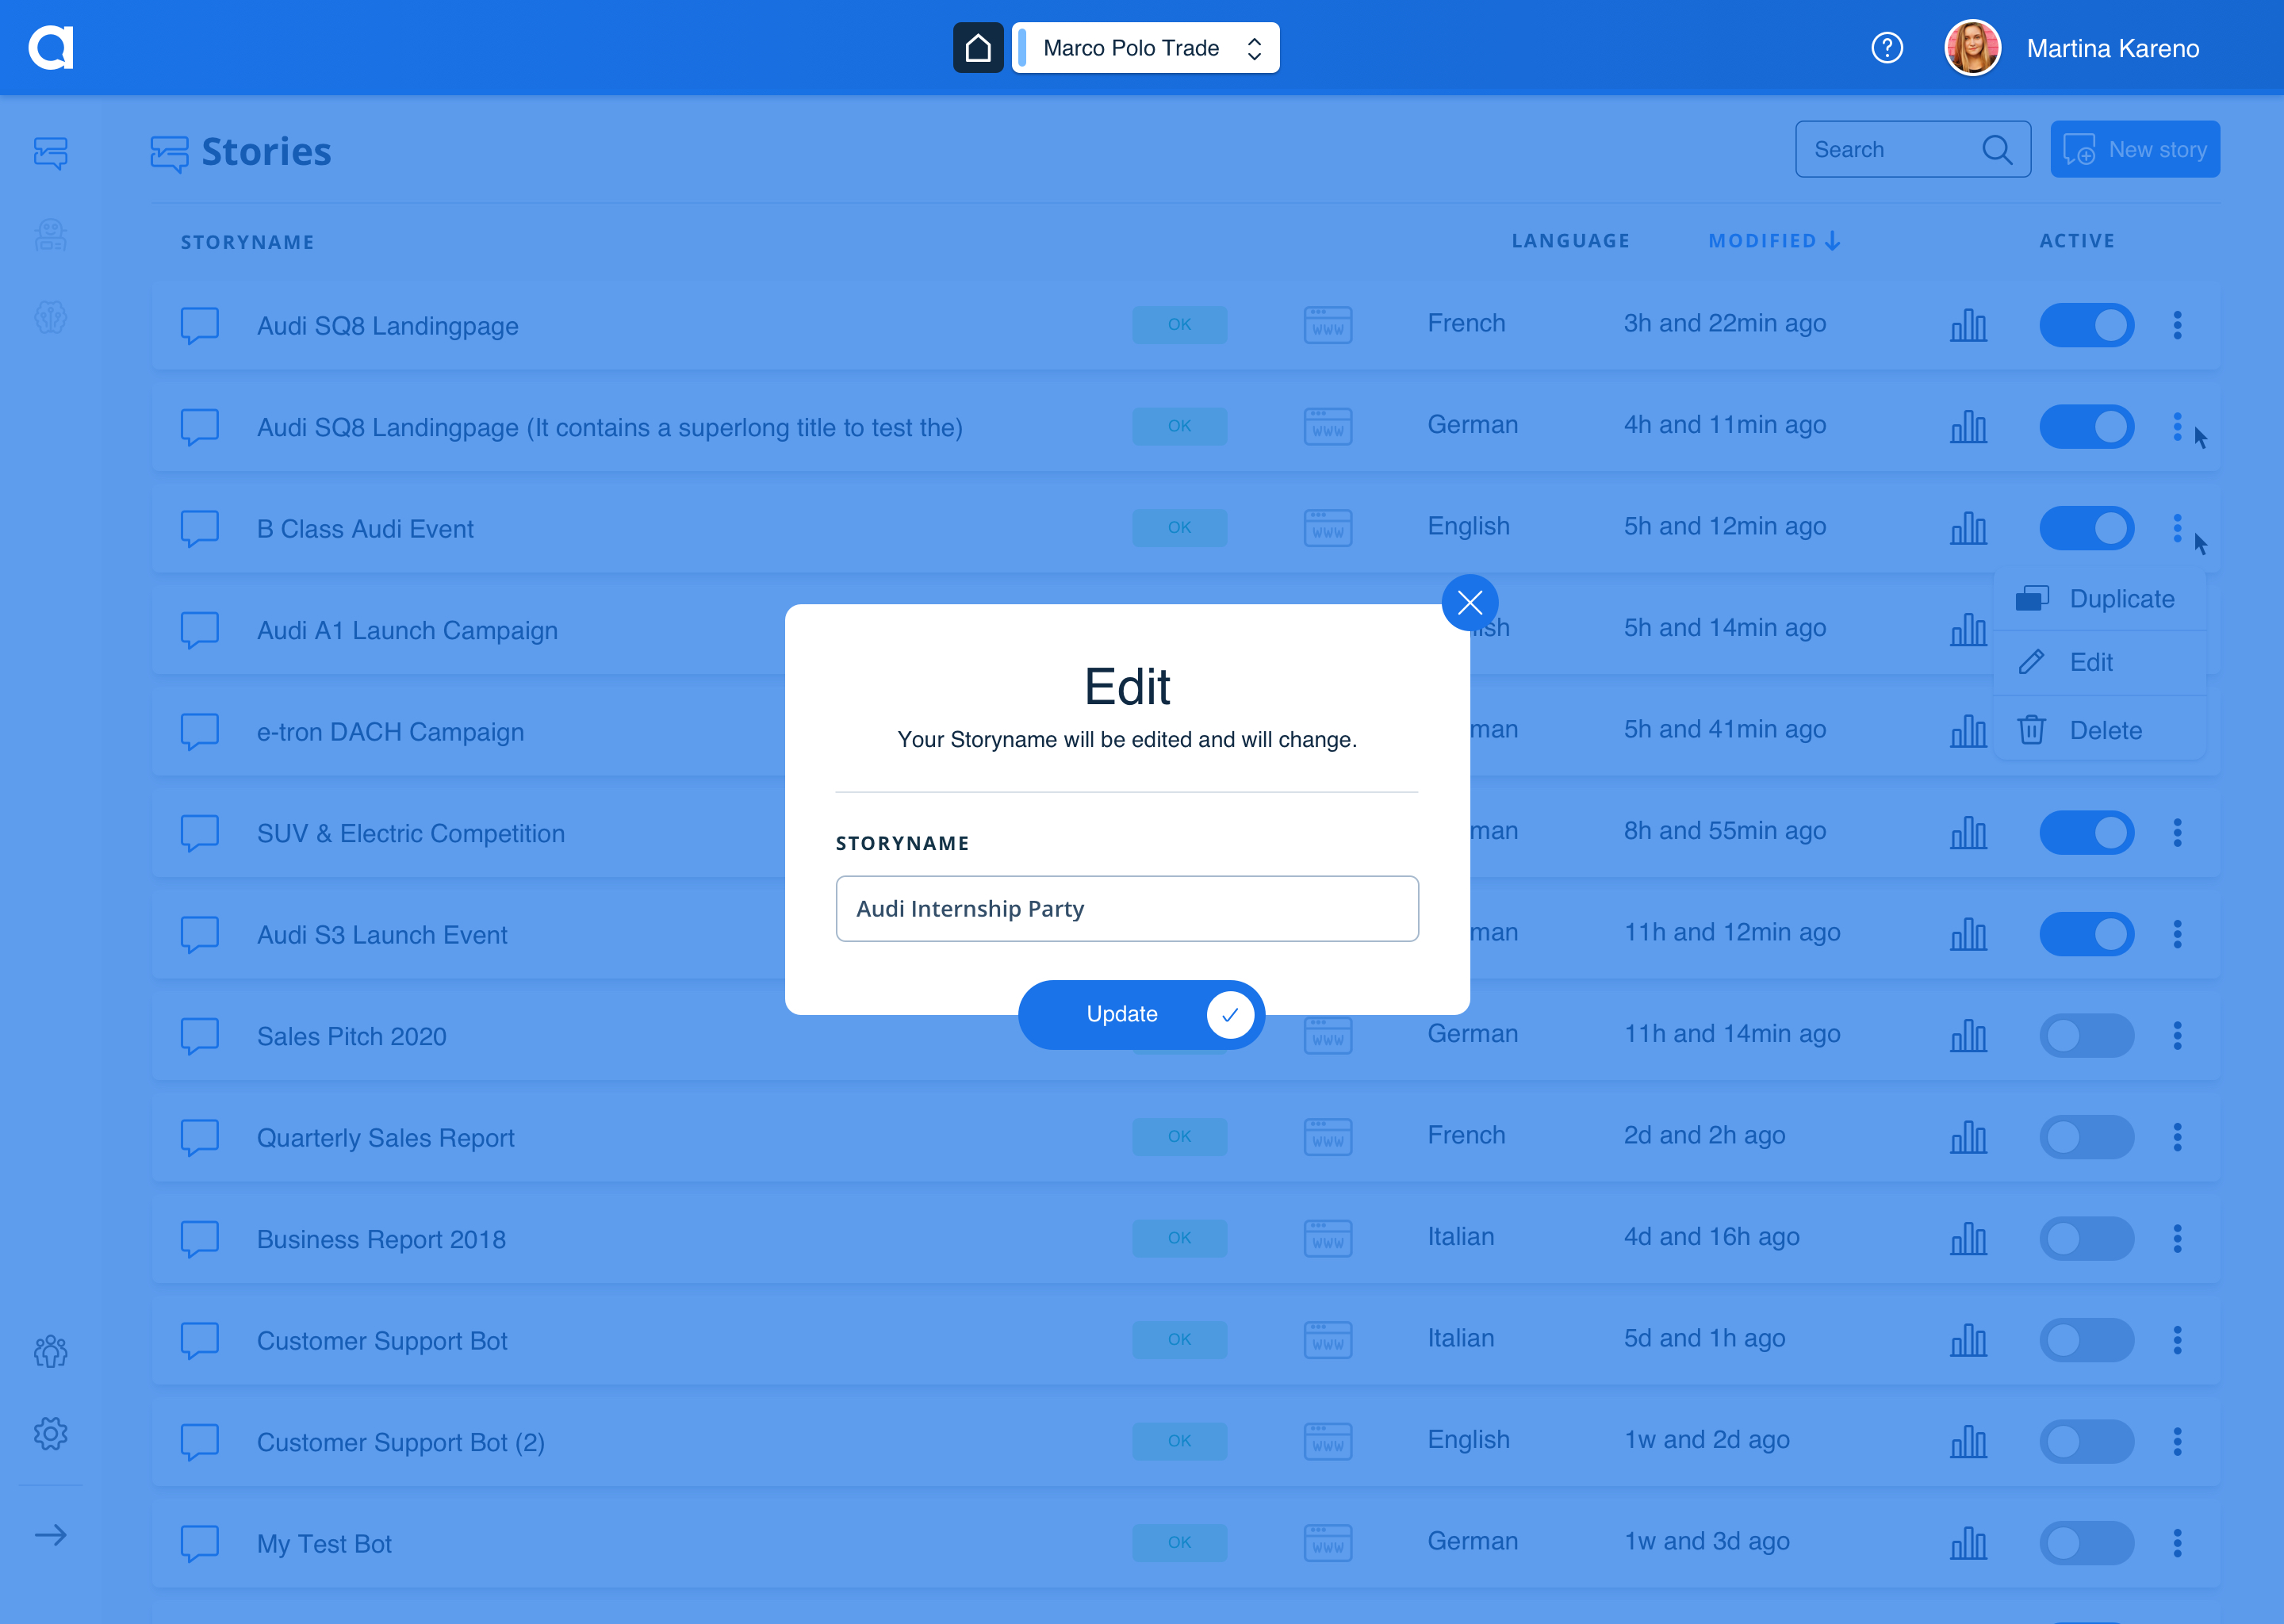 a
Marco Polo Trade
?
Martina Kareno
Stories
Search
New story
STORYNAME
LANGUAGE
MODIFIED
ACTIVE
Audi SQ8 Landingpage
OK
WWW
French
3h and 22min ago
Audi SQ8 Landingpage (It contains a superlong title to test the)
OK
WWW
German
4h and 11min ago
B Class Audi Event
OK
WWW
English
5h and 12min ago
Audi A1 Launch Campaign
ish
5h and 14min ago
Duplicate
Edit
Delete
e-tron DACH Campaign
man
5h and 41min ago
SUV & Electric Competition
man
8h and 55min ago
Audi S3 Launch Event
man
11h and 12min ago
Edit
Your Storyname will be edited and will change.
STORYNAME
Audi Internship Party
Update
Sales Pitch 2020
WWW
German
11h and 14min ago
Quarterly Sales Report
OK
WWW
French
2d and 2h ago
Business Report 2018
OK
WWW
Italian
4d and 16h ago
Customer Support Bot
OK
WWW
Italian
5d and 1h ago
Customer Support Bot (2)
OK
WWW
English
1w and 2d ago
My Test Bot
OK
WWW
German
1w and 3d ago